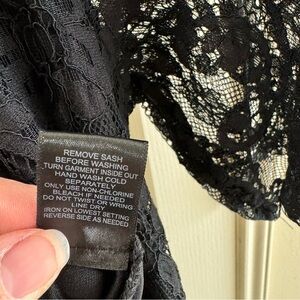 REMOVE SASH
BEFORE WASHING
TURN GARMENT INSIDE OUT
HAND WASH COLD
SEPARATELY
ONLY USE NON-CHLORINE
BLEACH IF NEEDED
DO NOT TWIST OR WRING
LINE DRY
IRON ON LOWEST SETTING
REVERSE SIDE AS NEEDED